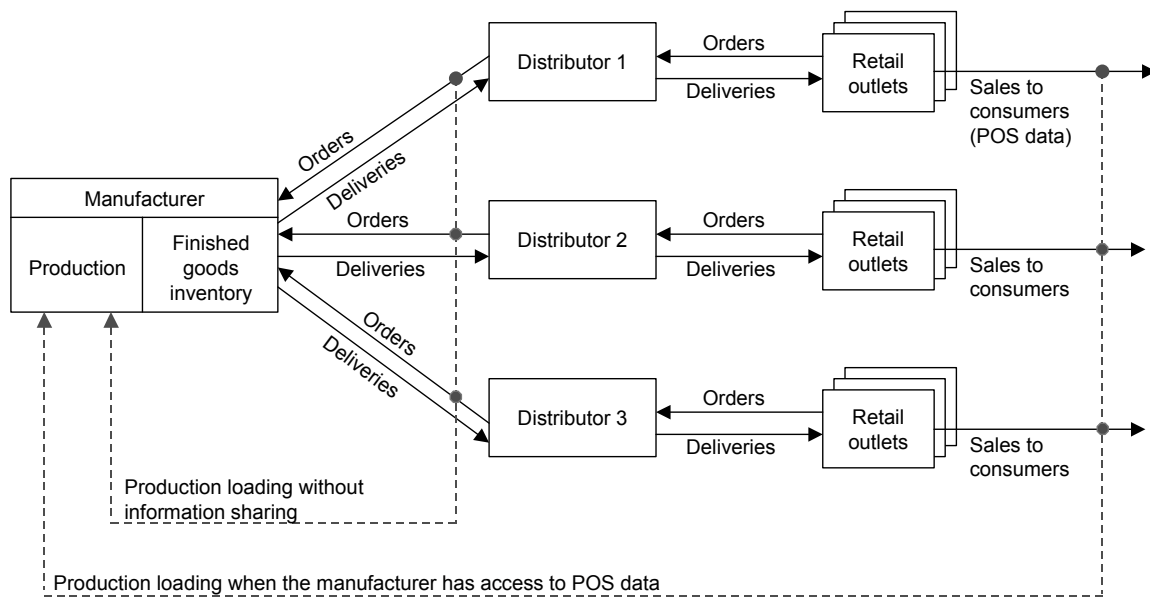 Distributor 1
Orders
Deliveries
Retail
outlets
Sales to
consumers
(POS data)
Orders
Deliveries
Manufacturer
Production
Finished
goods
inventory
Orders
Deliveries
Distributor 2
Orders
Deliveries
Retail
outlets
Sales to
consumers
Orders
Deliveries
Distributor 3
Orders
Deliveries
Retail
outlets
Sales to
consumers
Production loading without
information sharing
Production loading when the manufacturer has access to POS data